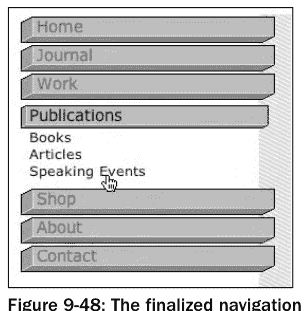 Home
Journal
Work
Publications
Books
Articles
Speaking Events
Shop
About
Contact
Figure 9-48: The finalized navigation